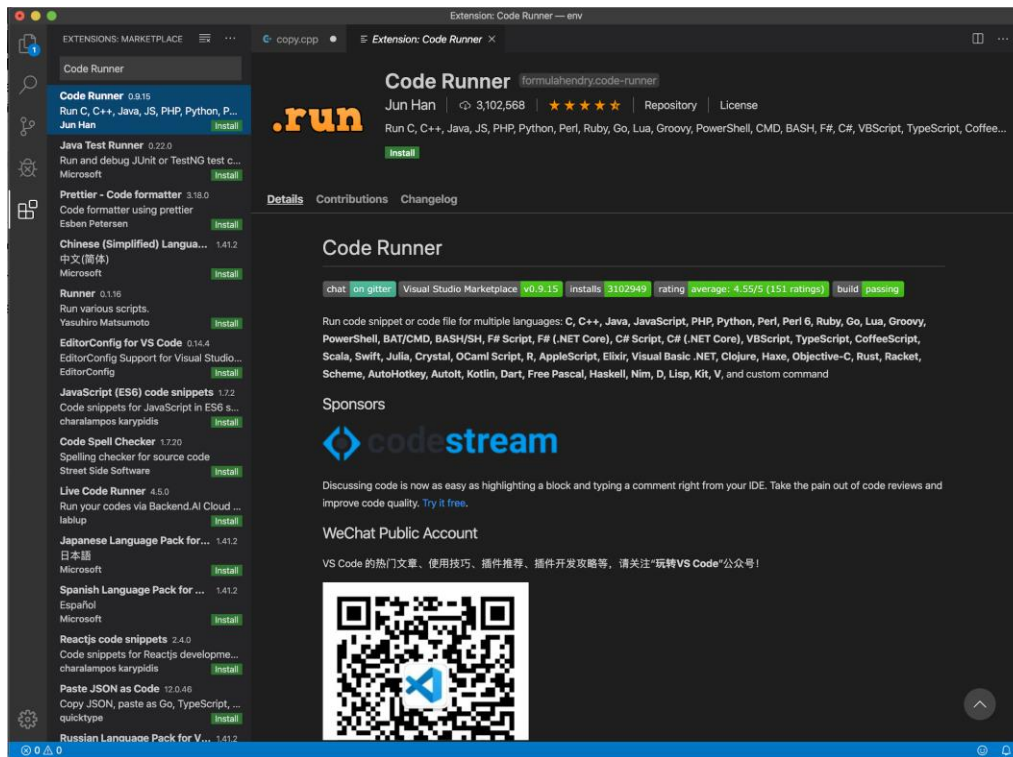 Extension: Code Runner — env
EXTENSIONS: MARKETPLACE
copy.cpp
Extension: Code Runner
Code Runner
Code Runner 0.9.15
Run C, C++, Java, JS, PHP, Python, P...
Jun Han Install
Java Test Runner 0.22.0
Run and debug JUnit or TestNG test c...
Microsoft Install
Prettier - Code formatter 3.18.0
Code formatter using prettier
Esben Petersen Install
Chinese (Simplified) Langua... 1.41.2
中文(简体)
Microsoft Install
Runner 0.1.16
Run various scripts.
Yasuhiro Matsumoto Install
EditorConfig for VS Code 0.14.4
EditorConfig Support for Visual Studio...
EditorConfig Install
JavaScript (ES6) code snippets 1.7.2
Code snippets for JavaScript in ES6 s...
charalampos karypidis Install
Code Spell Checker 1.7.20
Spelling checker for source code
Street Side Software Install
Live Code Runner 4.5.0
Run your codes via Backend.AI Cloud ...
lablup Install
Japanese Language Pack for... 1.41.2
日本語
Microsoft Install
Spanish Language Pack for ... 1.41.2
Español
Microsoft Install
Reactjs code snippets 2.4.0
Code snippets for Reactjs developme...
charalampos karypidis Install
Paste JSON as Code 12.0.46
Copy JSON, paste as Go, TypeScript, ...
quicktype Install
Russian Language Pack for V... 1.41.2
.run
Code Runner formulahendry.code-runner
Jun Han 3,102,568 Repository License
Run C, C++, Java, JS, PHP, Python, Perl, Ruby, Go, Lua, Groovy, PowerShell, CMD, BASH, F#, C#, VBScript, TypeScript, Coffee...
Install
Details Contributions Changelog
Code Runner
chat on gitter Visual Studio Marketplace v0.9.15 installs 3102949 rating average: 4.55/5 (151 ratings) build passing
Run code snippet or code file for multiple languages: C, C++, Java, JavaScript, PHP, Python, Perl, Perl 6, Ruby, Go, Lua, Groovy,
PowerShell, BAT/CMD, BASH/SH, F# Script, F# (.NET Core), C# Script, C# (.NET Core), VBScript, TypeScript, CoffeeScript,
Scala, Swift, Julia, Crystal, OCaml Script, R, AppleScript, Elixir, Visual Basic .NET, Clojure, Haxe, Objective-C, Rust, Racket,
Scheme, AutoHotkey, AutoIt, Kotlin, Dart, Free Pascal, Haskell, Nim, D, Lisp, Kit, V, and custom command
Sponsors
codestream
Discussing code is now as easy as highlighting a block and typing a comment right from your IDE. Take the pain out of code reviews and
improve code quality. Try it free.
WeChat Public Account
VS Code 的热门文章、使用技巧、插件推荐、插件开发攻略等，请关注“玩转VS Code”公众号！
1
0 0